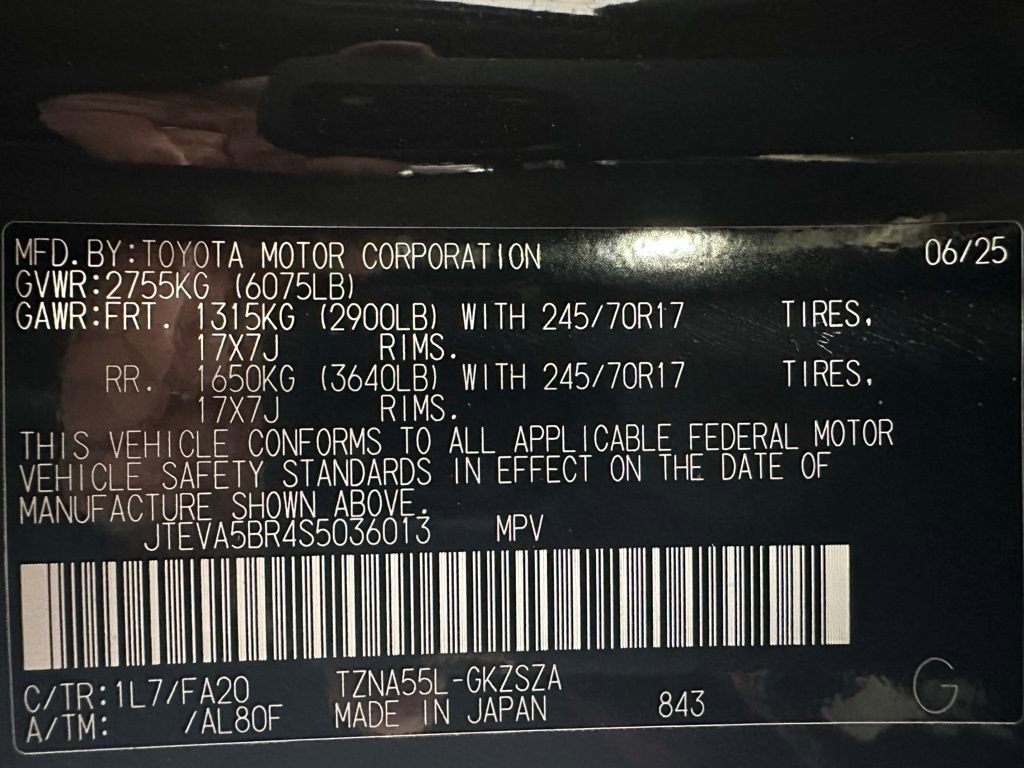 MFD.BY:TOYOTA MOTOR CORPORATION 06/25
GVWR:2755KG (6075LB)
GAWR:FRT. 1315KG (2900LB) WITH 245/70R17 TIRES,
17X7J RIMS.
RR. 1650KG (3640LB) WITH 245/70R17 TIRES,
17X7J RIMS.
THIS VEHICLE CONFORMS TO ALL APPLICABLE FEDERAL MOTOR
VEHICLE SAFETY STANDARDS IN EFFECT ON THE DATE OF
MANUFACTURE SHOWN ABOVE.
JTEVA5BR4S5036013 MPV
C/TR:1L7/FA20 TZNA55L-GKZSZA
A/TM: /AL80F MADE IN JAPAN 843 G